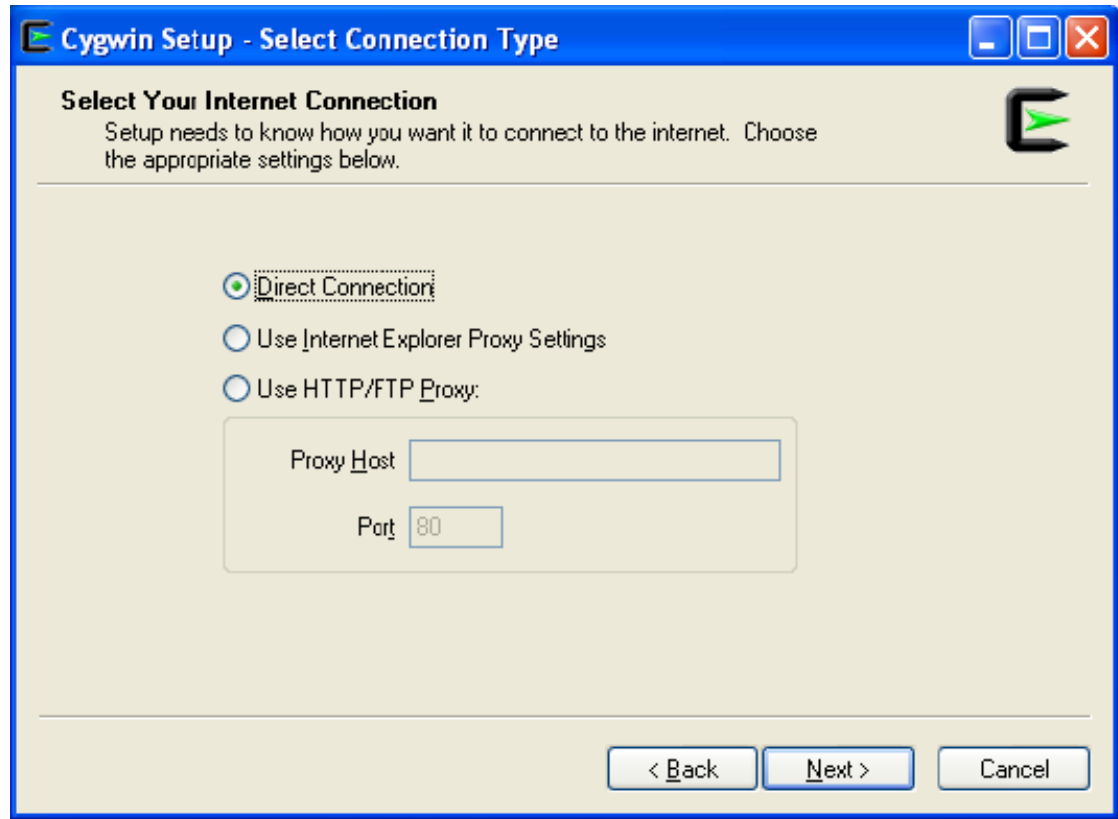 Cygwin Setup - Select Connection Type
Select Your Internet Connection
Setup needs to know how you want it to connect to the internet. Choose
the appropriate settings below.
Direct Connection
Use Internet Explorer Proxy Settings
Use HTTP/FTP Proxy:
Proxy Host
Port 80
< Back Next > Cancel